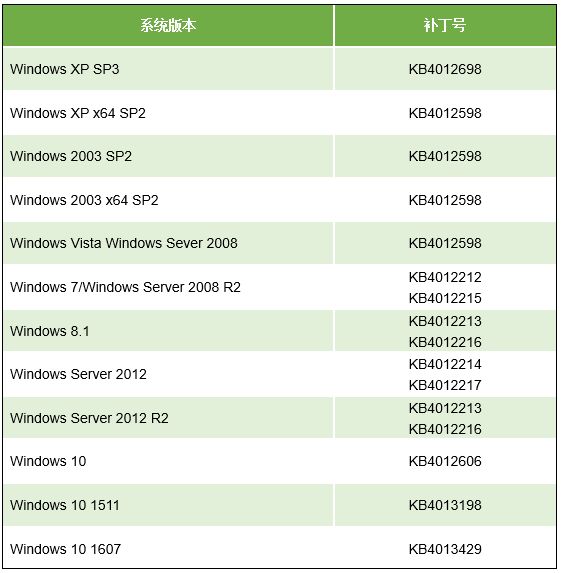 系统版本 补丁号
Windows XP SP3 KB4012698
Windows XP x64 SP2 KB4012598
Windows 2003 SP2 KB4012598
Windows 2003 x64 SP2 KB4012598
Windows Vista Windows Sever 2008 KB4012598
Windows 7/Windows Server 2008 R2 KB4012212
KB4012215
Windows 8.1 KB4012213
KB4012216
Windows Server 2012 KB4012214
KB4012217
Windows Server 2012 R2 KB4012213
KB4012216
Windows 10 KB4012606
Windows 10 1511 KB4013198
Windows 10 1607 KB4013429